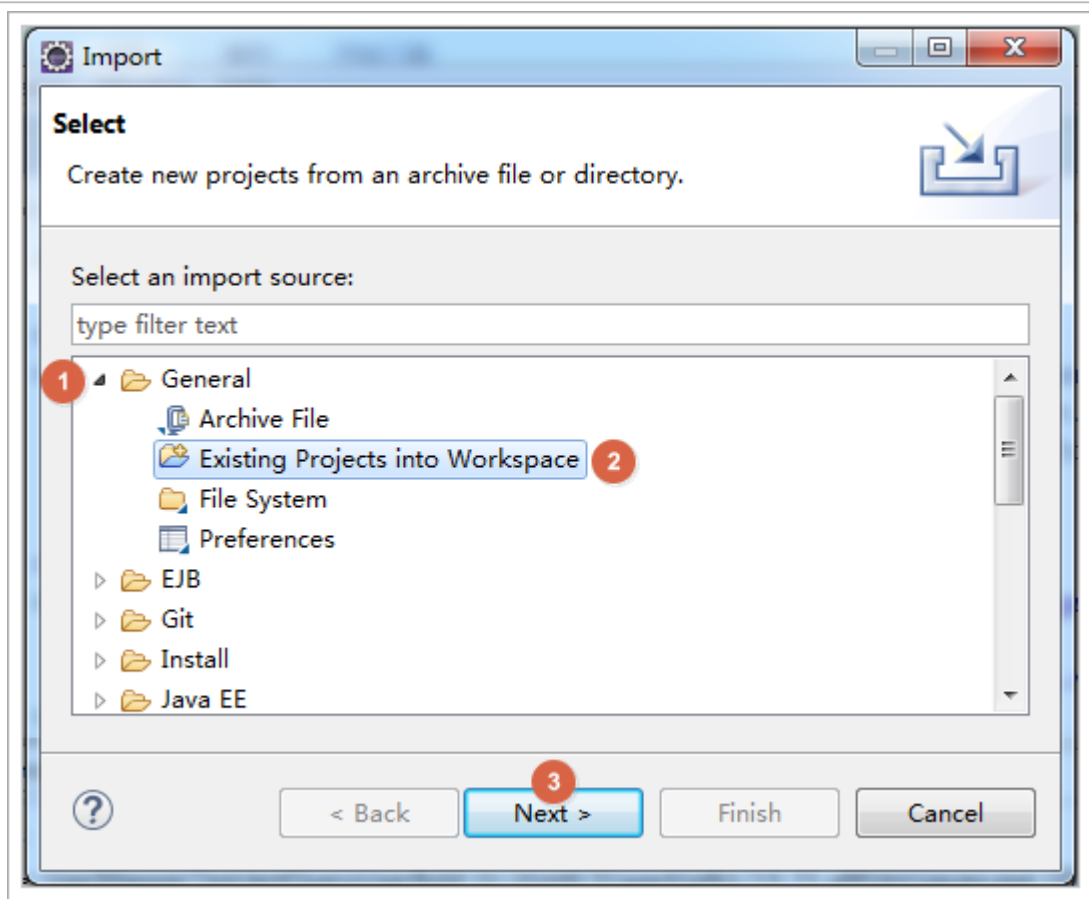 Import
Select
Create new projects from an archive file or directory.
Select an import source:
type filter text
1
General
Archive File
Existing Projects into Workspace 2
File System
Preferences
EJB
Git
Install
Java EE
3
?
< Back Next > Finish Cancel